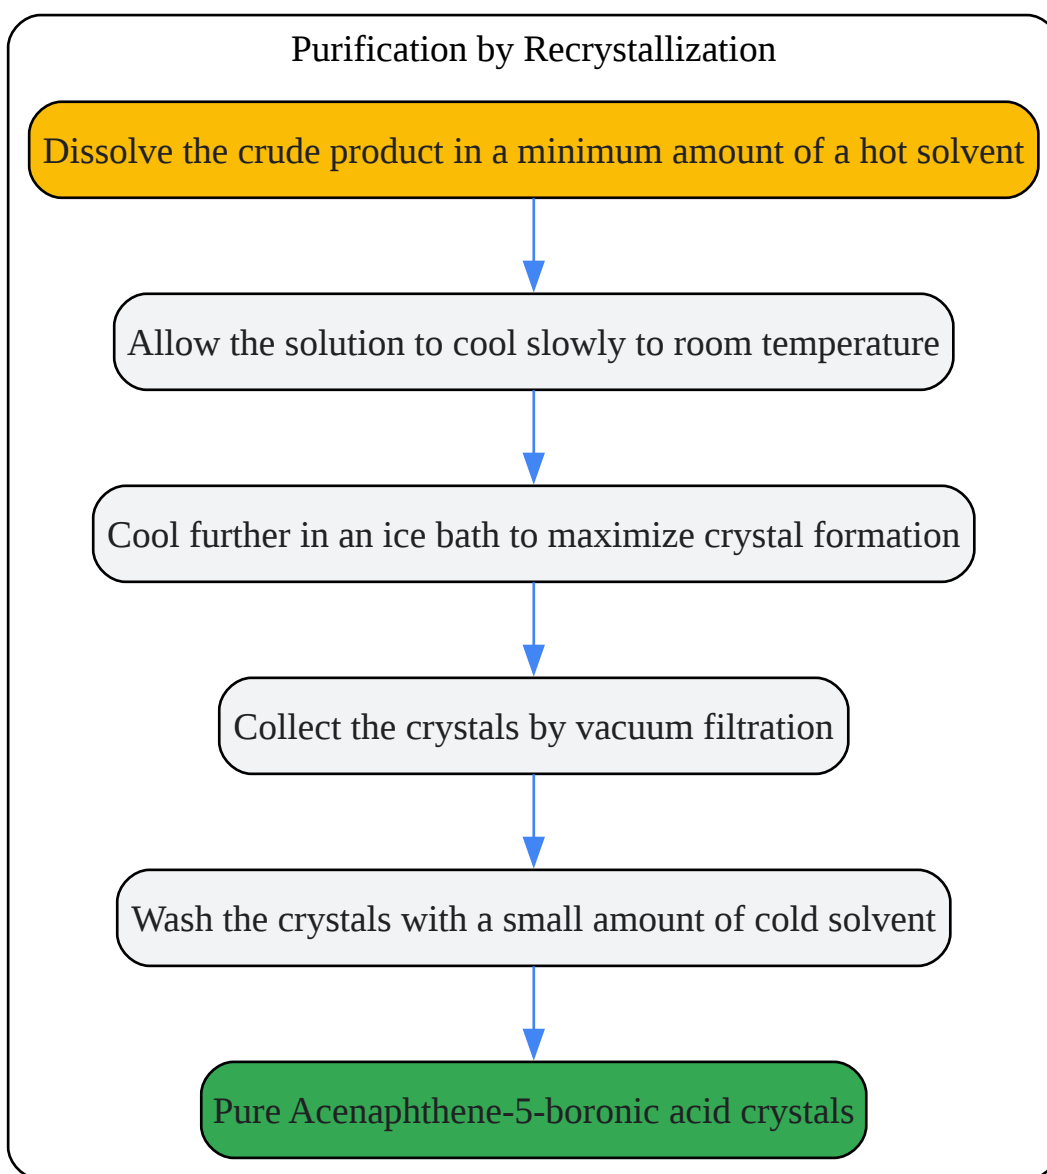 Purification by Recrystallization
Dissolve the crude product in a minimum amount of a hot solvent
Allow the solution to cool slowly to room temperature
Cool further in an ice bath to maximize crystal formation
Collect the crystals by vacuum filtration
Wash the crystals with a small amount of cold solvent
Pure Acenaphthene-5-boronic acid crystals